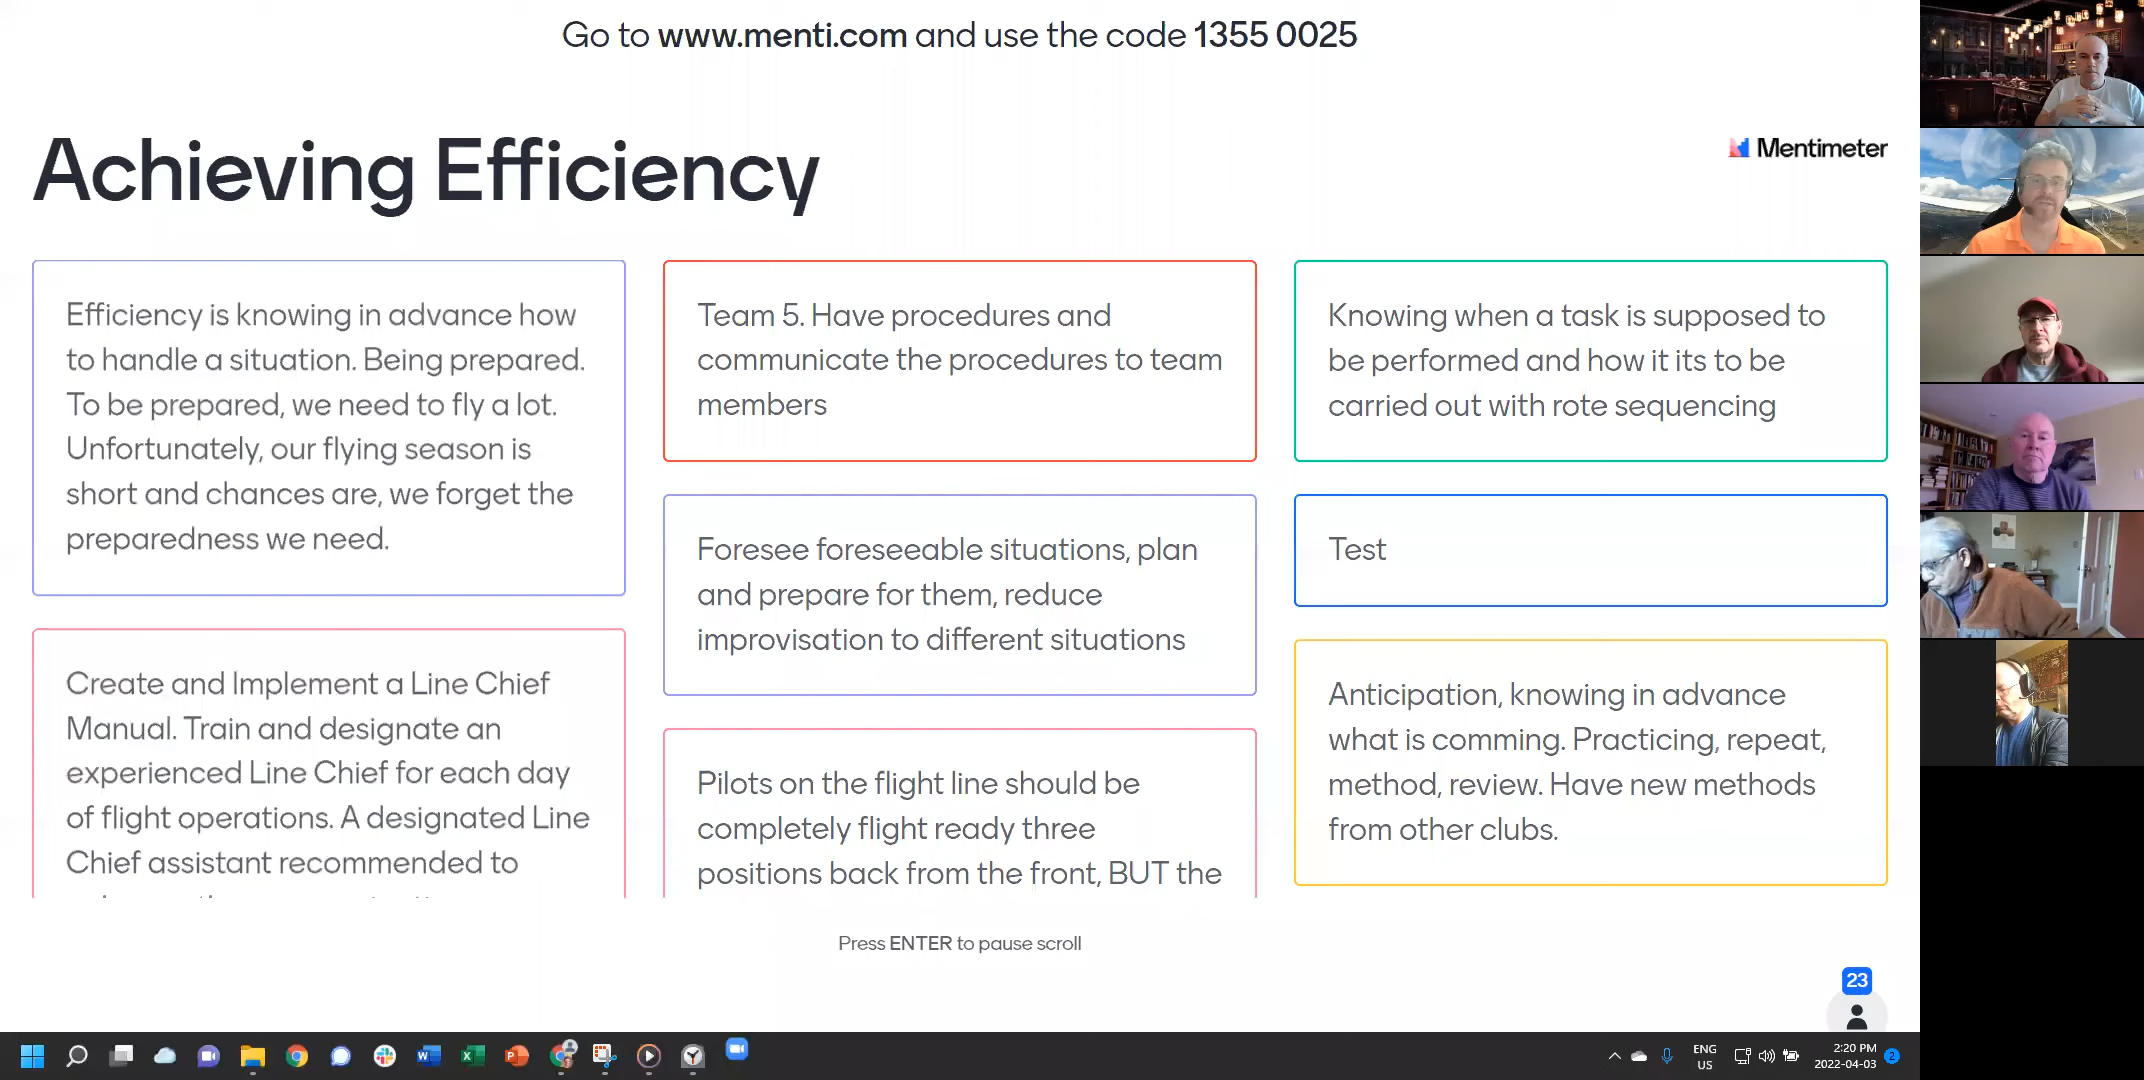 Go to www.menti.com and use the code 1355 0025
Achieving Efficiency
Mentimeter
Efficiency is knowing in advance how
to handle a situation. Being prepared.
To be prepared, we need to fly a lot.
Unfortunately, our flying season is
short and chances are, we forget the
preparedness we need.
Create and Implement a Line Chief
Manual. Train and designate an
experienced Line Chief for each day
of flight operations. A designated Line
Chief assistant recommended to
Team 5. Have procedures and
communicate the procedures to team
members
Foresee foreseeable situations, plan
and prepare for them, reduce
improvisation to different situations
Pilots on the flight line should be
completely flight ready three
positions back from the front, BUT the
Knowing when a task is supposed to
be performed and how it its to be
carried out with rote sequencing
Test
Anticipation, knowing in advance
what is comming. Practicing, repeat,
method, review. Have new methods
from other clubs.
Press ENTER to pause scroll
23
ENG
US
2:20 PM
2022-04-03
2